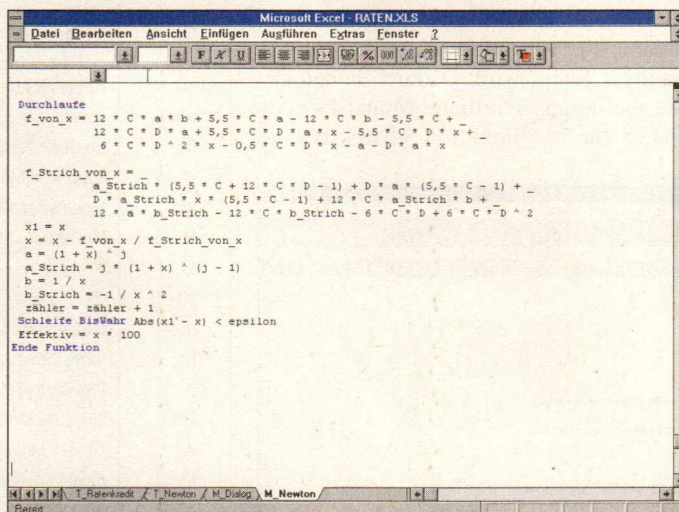 Microsoft Excel - RATEN.XLS
Datei Bearbeiten Ansicht Einfügen Ausführen Extras Fenster ?
F K U % 000
Durchlaufe
f_von_x = 12 * C * a * b + 5,5 * C * a - 12 * C * b - 5,5 * C + _
12 * C * D * a + 5,5 * C * D * a * x - 5,5 * C * D * x + _
6 * C * D ^ 2 * x - 0,5 * C * D * x - a - D * a * x
f_Strich_von_x = _
a_Strich * (5,5 * C + 12 * C * D - 1) + D * a * (5,5 * C - 1) + _
D * a_Strich * x * (5,5 * C - 1) + 12 * C * a_Strich * b + _
12 * a * b_Strich - 12 * C * b_Strich - 6 * C * D + 6 * C * D ^ 2
x1 = x
x = x - f_von_x / f_Strich_von_x
a = (1 + x) ^ j
a_Strich = j * (1 + x) ^ (j - 1)
b = 1 / x
b_Strich = -1 / x ^ 2
zähler = zähler + 1
Schleife BisWahr Abs(x1 - x) < epsilon
Effektiv = x * 100
Ende Funktion
T_Ratenkredit / T_Newton / M_Dialog \ M_Newton /
Bereit